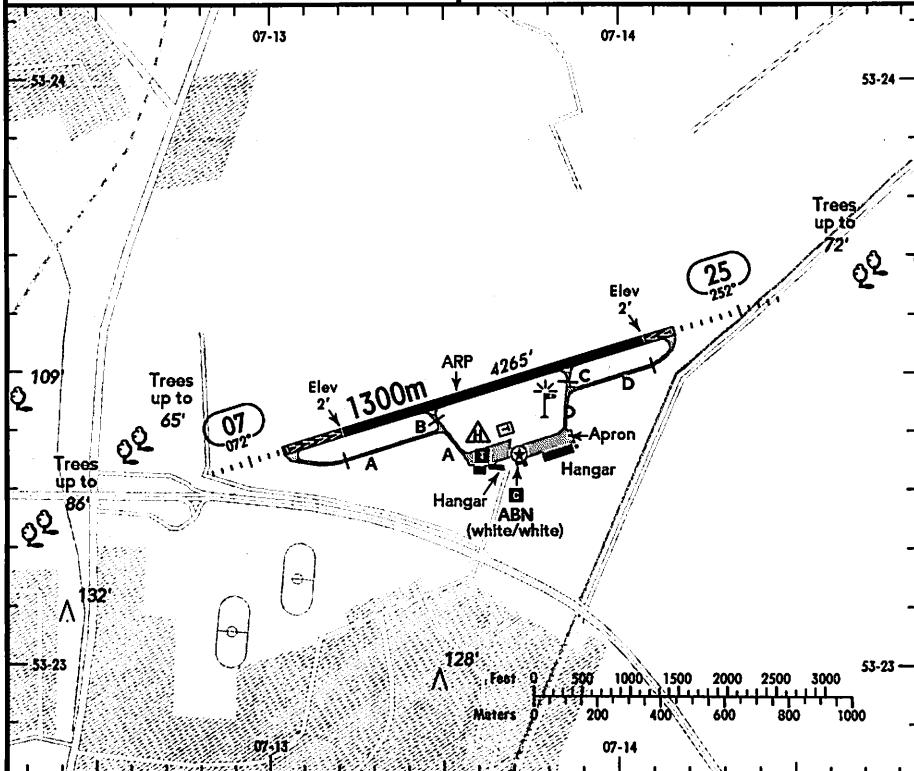 07-13
07-14
53-24
53-24
Trees
up to
72'
25
252°
Elev
2'
ARP
4265'
109'
Trees
up to
65'
Elev
2'
1300m
C
D
07
072°
B
D
H
T
Apron
A
A
T
Hangar
Trees
up to
86'
Hangar
C
ABN
(white/white)
132'
53-23
128'
53-23
Feet 0 500 1000 1500 2000 2500 3000
Meters 0 200 400 600 800 1000
07-13
07-14